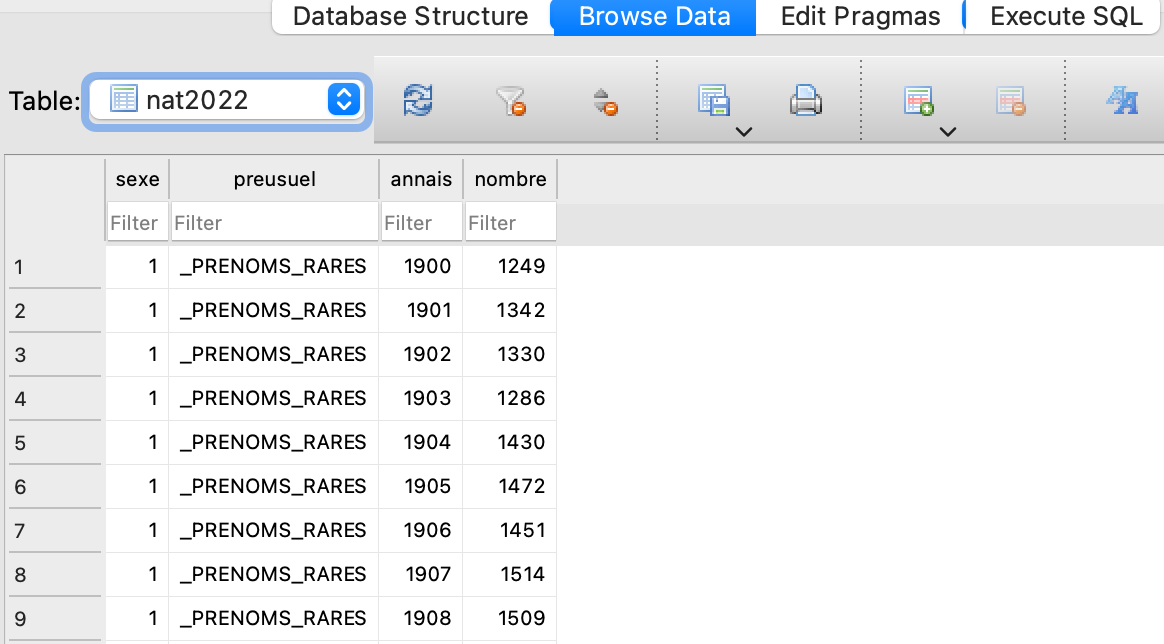 Database Structure Browse Data Edit Pragmas Execute SQL
Table: nat2022
sexe preusuel annais nombre
Filter Filter Filter Filter
1 1 _PRENOMS_RARES 1900 1249
2 1 _PRENOMS_RARES 1901 1342
3 1 _PRENOMS_RARES 1902 1330
4 1 _PRENOMS_RARES 1903 1286
5 1 _PRENOMS_RARES 1904 1430
6 1 _PRENOMS_RARES 1905 1472
7 1 _PRENOMS_RARES 1906 1451
8 1 _PRENOMS_RARES 1907 1514
9 1 _PRENOMS_RARES 1908 1509